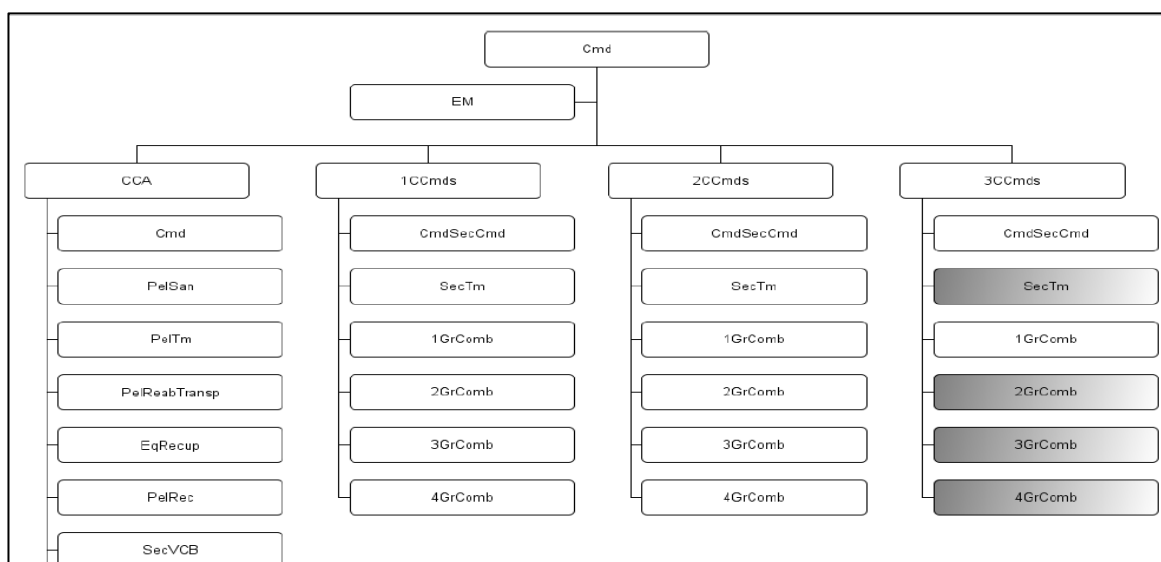 Cmd
EM
CCA
1CCmds
2CCmds
3CCmds
Cmd
CmdSecCmd
CmdSecCmd
CmdSecCmd
PelSan
SecTm
SecTm
SecTm
PelTm
1GrComb
1GrComb
1GrComb
PelReabTransp
2GrComb
2GrComb
2GrComb
EqRecup
3GrComb
3GrComb
3GrComb
PelRec
4GrComb
4GrComb
4GrComb
SecVCB